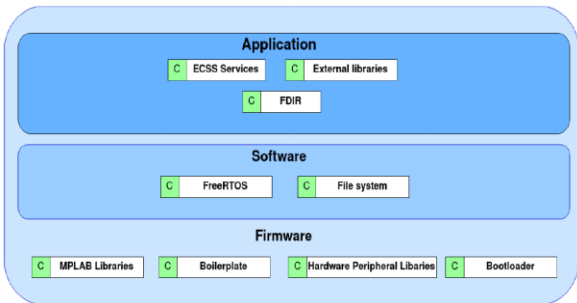 Application
C ECSS Services C External libraries
C FDIR
Software
C FreeRTOS C File system
Firmware
C MPLAB Libraries C Boilerplate C Hardware Peripheral Libaries C Bootloader